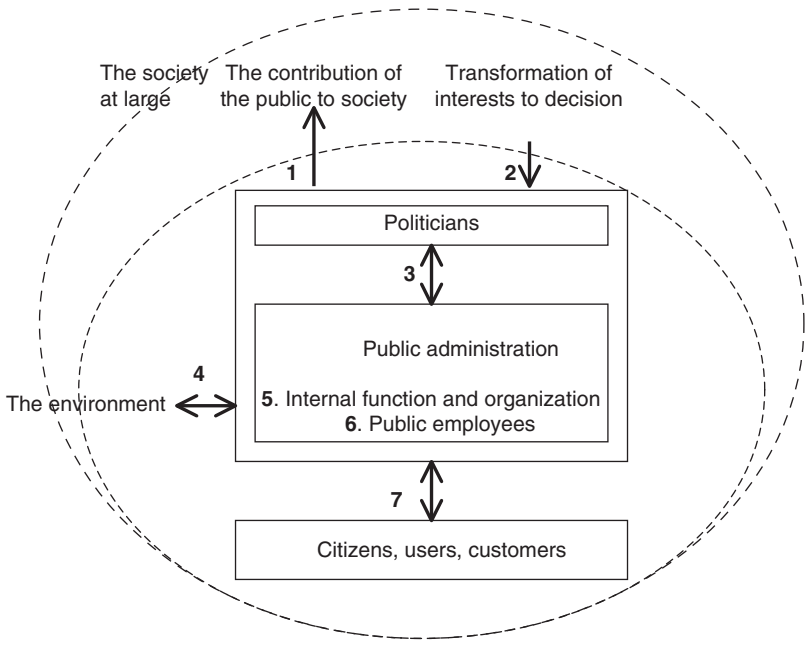 The society
at large
The contribution of
the public to society
Transformation of
interests to decision
1
2
Politicians
3
Public administration
4
The environment
5. Internal function and organization
6. Public employees
7
Citizens, users, customers